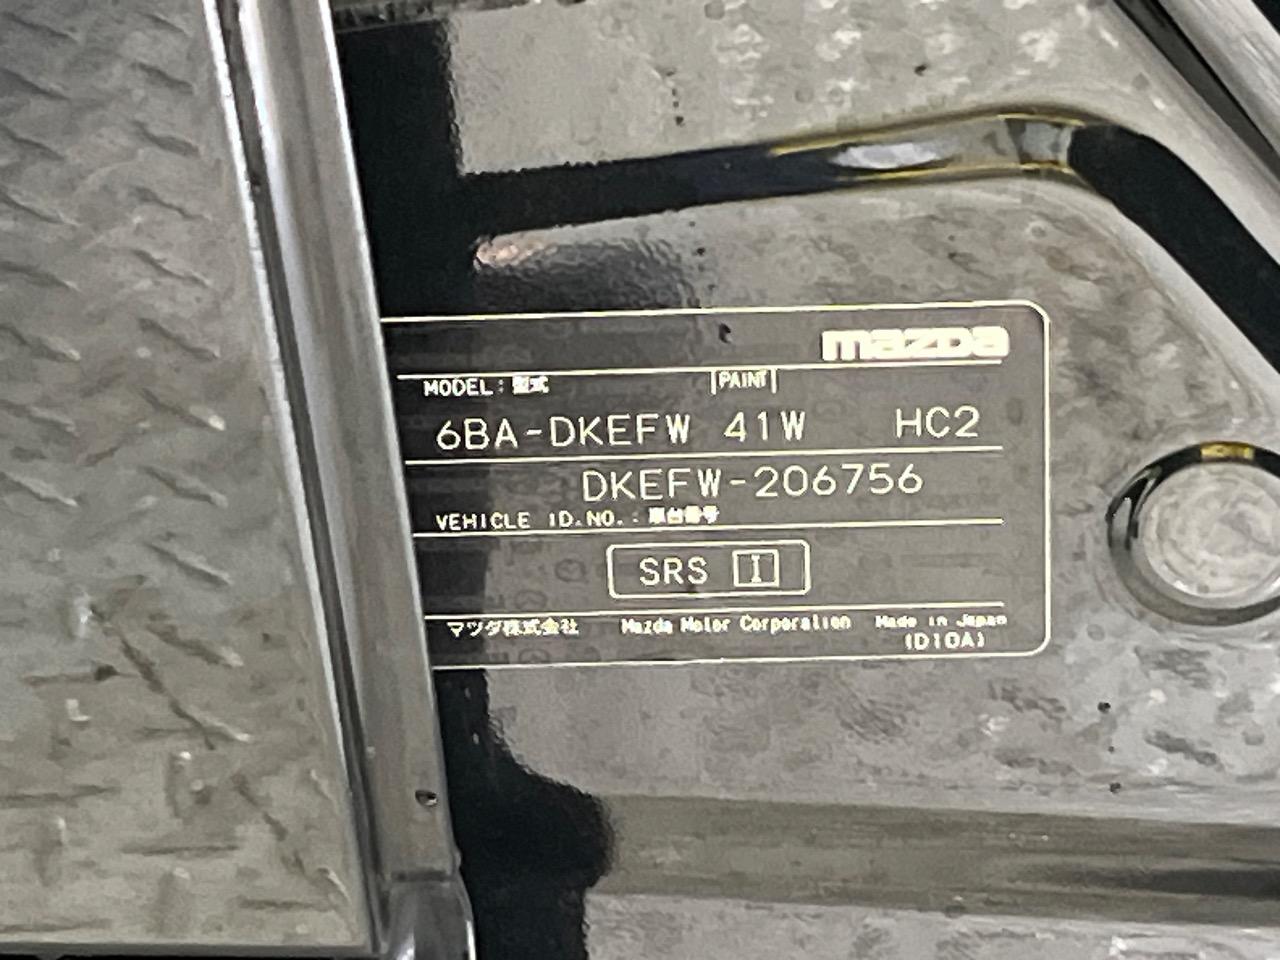 mazda
MODEL: 型式 PAINT
6BA-DKEFW 41W HC2
DKEFW-206756
VEHICLE ID.NO.: 車台番号
SRS I
マツダ株式会社 Mazda Motor Corporation Made in Japan
(D10A)